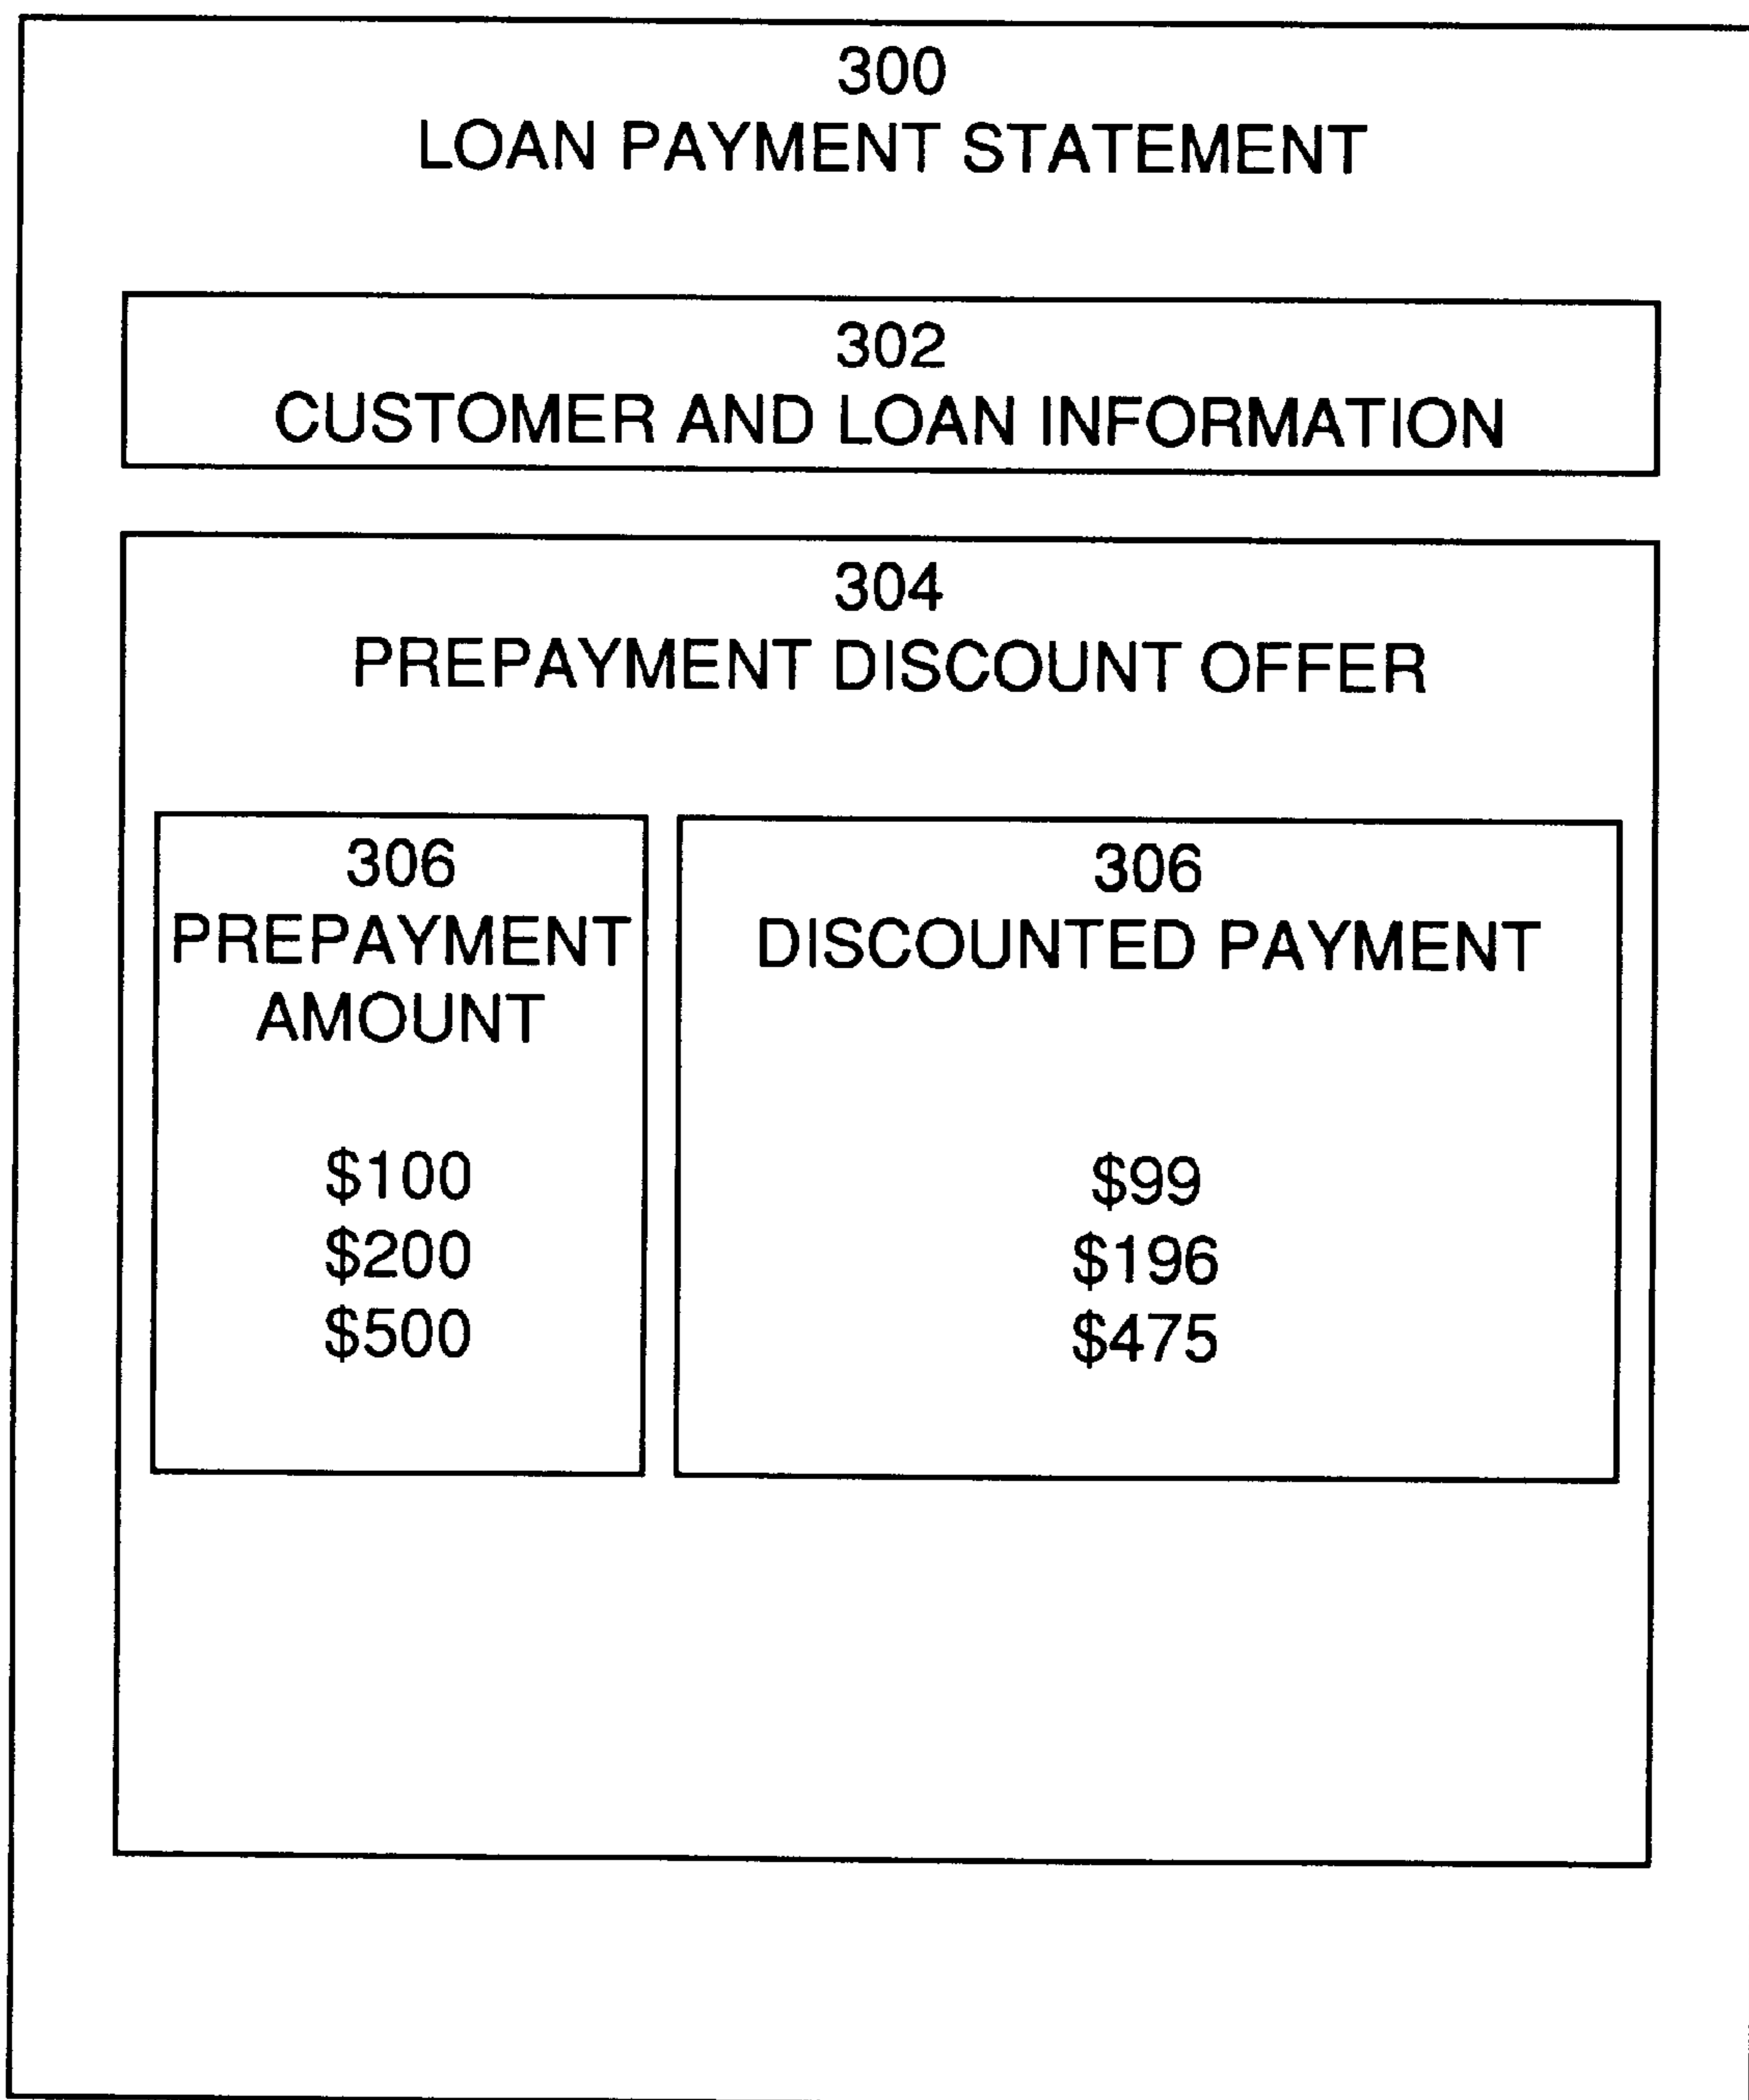 300
LOAN PAYMENT STATEMENT
302
CUSTOMER AND LOAN INFORMATION
304
PREPAYMENT DISCOUNT OFFER
306
PREPAYMENT
AMOUNT
$100
$200
$500
306
DISCOUNTED PAYMENT
$99
$196
$475